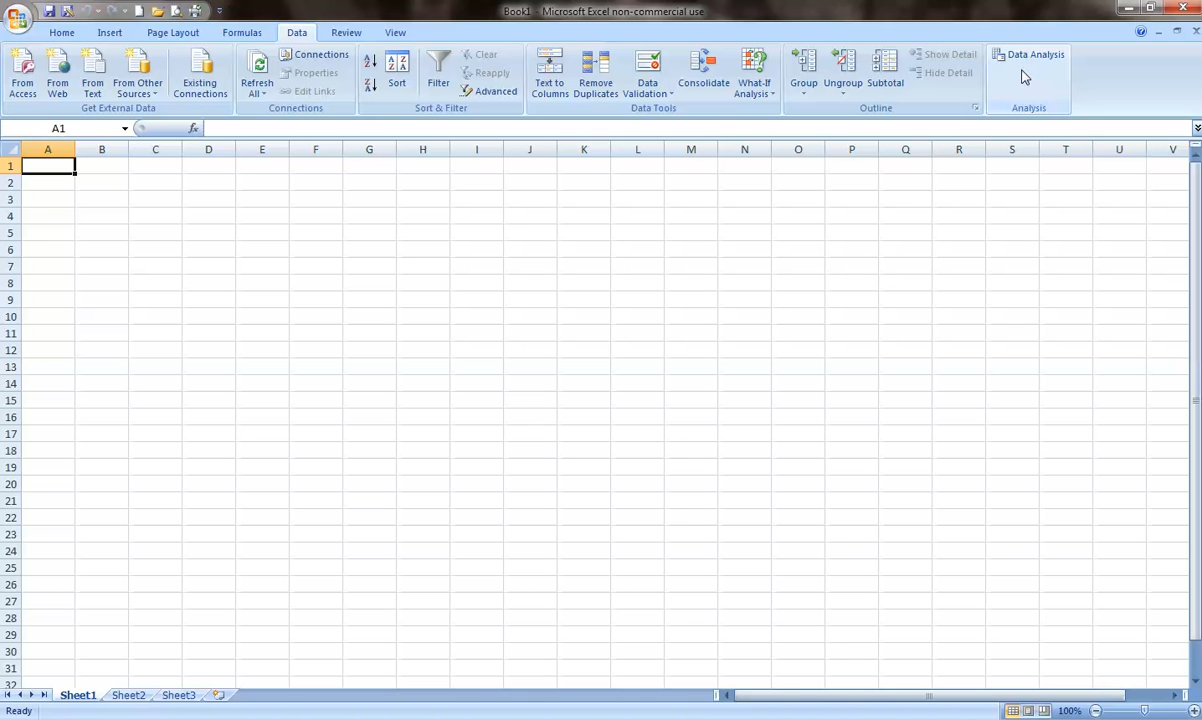 Book1 - Microsoft Excel non-commercial use
Home Insert Page Layout Formulas Data Review View
From Access
From Web
From Text
From Other Sources
Existing Connections
Get External Data
Refresh All
Connections
Properties
Edit Links
Connections
Sort
Filter
Clear
Reapply
Advanced
Sort & Filter
Text to Columns
Remove Duplicates
Data Validation
Consolidate
What-If Analysis
Data Tools
Group
Ungroup
Subtotal
Show Detail
Hide Detail
Outline
Data Analysis
Analysis
A1 fx
A B C D E F G H I J K L M N O P Q R S T U V
1
2
3
4
5
6
7
8
9
10
11
12
13
14
15
16
17
18
19
20
21
22
23
24
25
26
27
28
29
30
31
32
Sheet1 Sheet2 Sheet3
Ready 100%